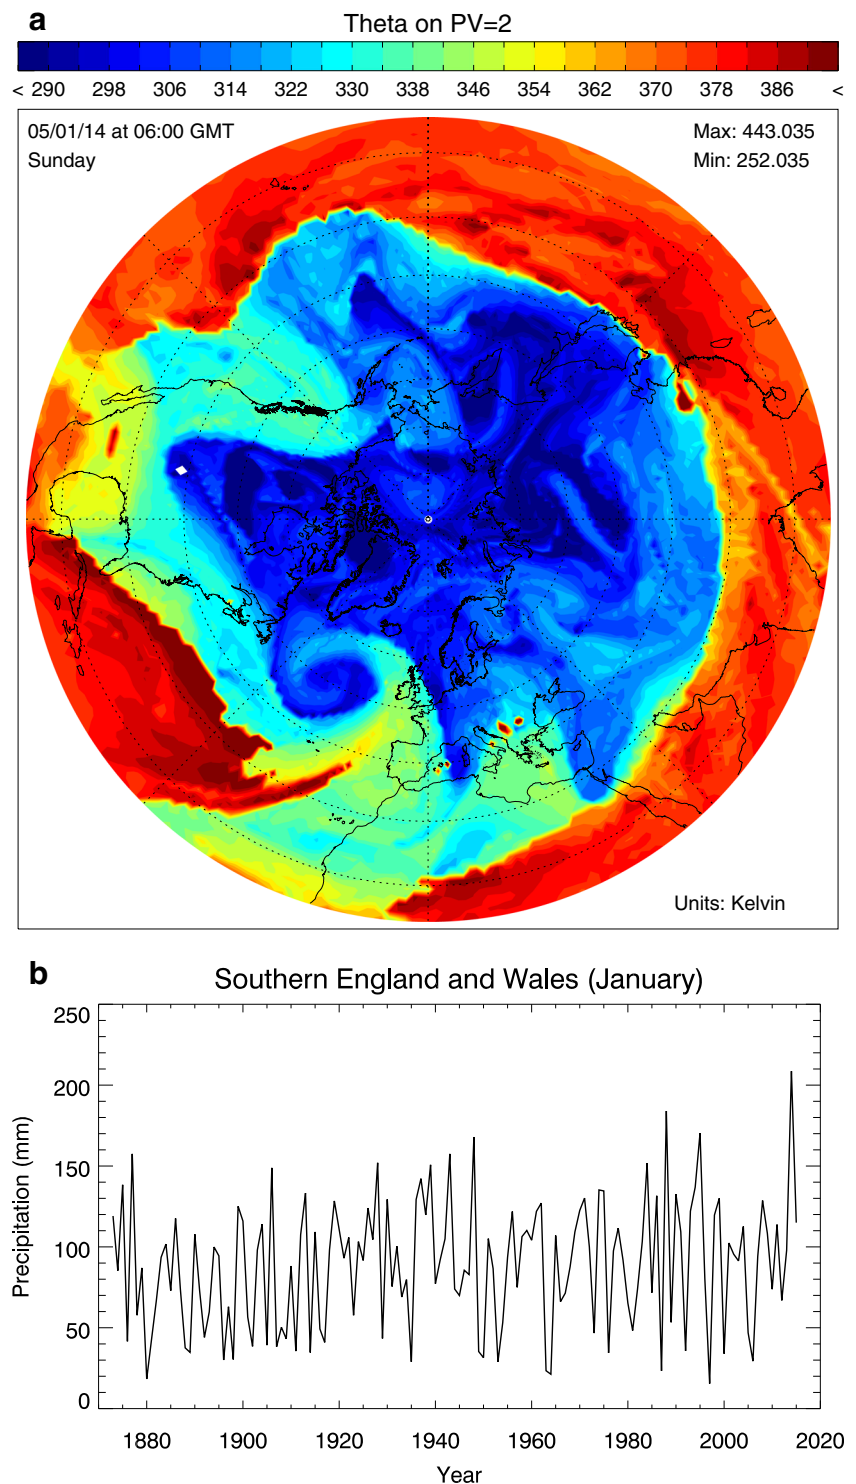 a
Theta on PV=2
< 290 298 306 314 322 330 338 346 354 362 370 378 386 <
05/01/14 at 06:00 GMT
Sunday
Max: 443.035
Min: 252.035
Units: Kelvin
b
Southern England and Wales (January)
250
200
150
100
50
0
Precipitation (mm)
1880 1900 1920 1940 1960 1980 2000 2020
Year